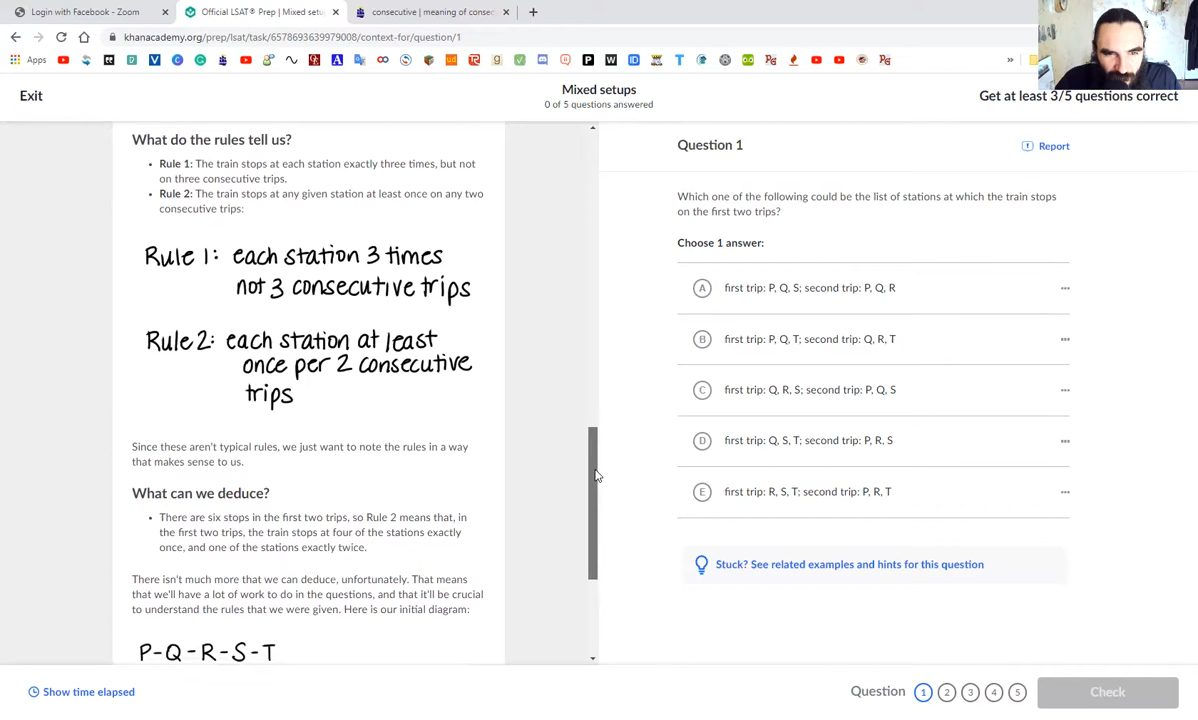 Login with Facebook - Zoom
Official LSAT® Prep | Mixed setu
consecutive | meaning of consec
khanacademy.org/prep/lsat/task/6578693639979008/context-for/question/1
Apps
Exit
Mixed setups
0 of 5 questions answered
Get at least 3/5 questions correct
What do the rules tell us?
• Rule 1: The train stops at each station exactly three times, but not
on three consecutive trips.
• Rule 2: The train stops at any given station at least once on any two
consecutive trips:
Rule 1: each station 3 times
not 3 consecutive trips
Rule 2: each station at least
once per 2 consecutive
trips
Since these aren't typical rules, we just want to note the rules in a way
that makes sense to us.
What can we deduce?
• There are six stops in the first two trips, so Rule 2 means that, in
the first two trips, the train stops at four of the stations exactly
once, and one of the stations exactly twice.
There isn't much more that we can deduce, unfortunately. That means
that we'll have a lot of work to do in the questions, and that it'll be crucial
to understand the rules that we were given. Here is our initial diagram:
P-Q-R-S-T
Question 1
Report
Which one of the following could be the list of stations at which the train stops
on the first two trips?
Choose 1 answer:
A first trip: P, Q, S; second trip: P, Q, R
B first trip: P, Q, T; second trip: Q, R, T
C first trip: Q, R, S; second trip: P, Q, S
D first trip: Q, S, T; second trip: P, R, S
E first trip: R, S, T; second trip: P, R, T
Stuck? See related examples and hints for this question
Show time elapsed
Question 1 2 3 4 5
Check